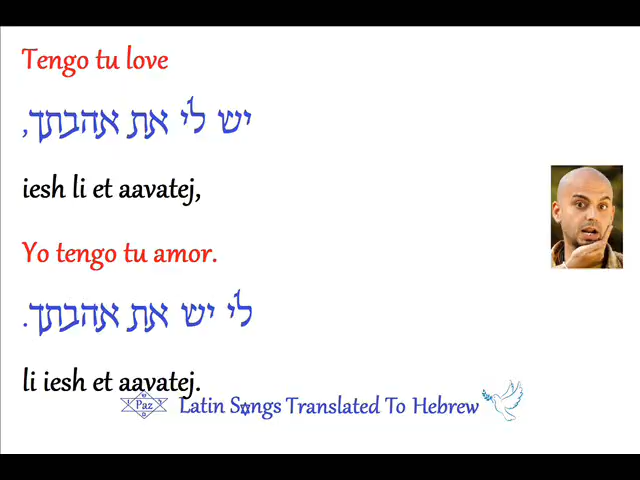 Tengo tu love
יש לי את אהבתך,
iesh li et aavatej,
Yo tengo tu amor.
לי יש את אהבתך.
li iesh et aavatej.
Paz
Latin Songs Translated To Hebrew